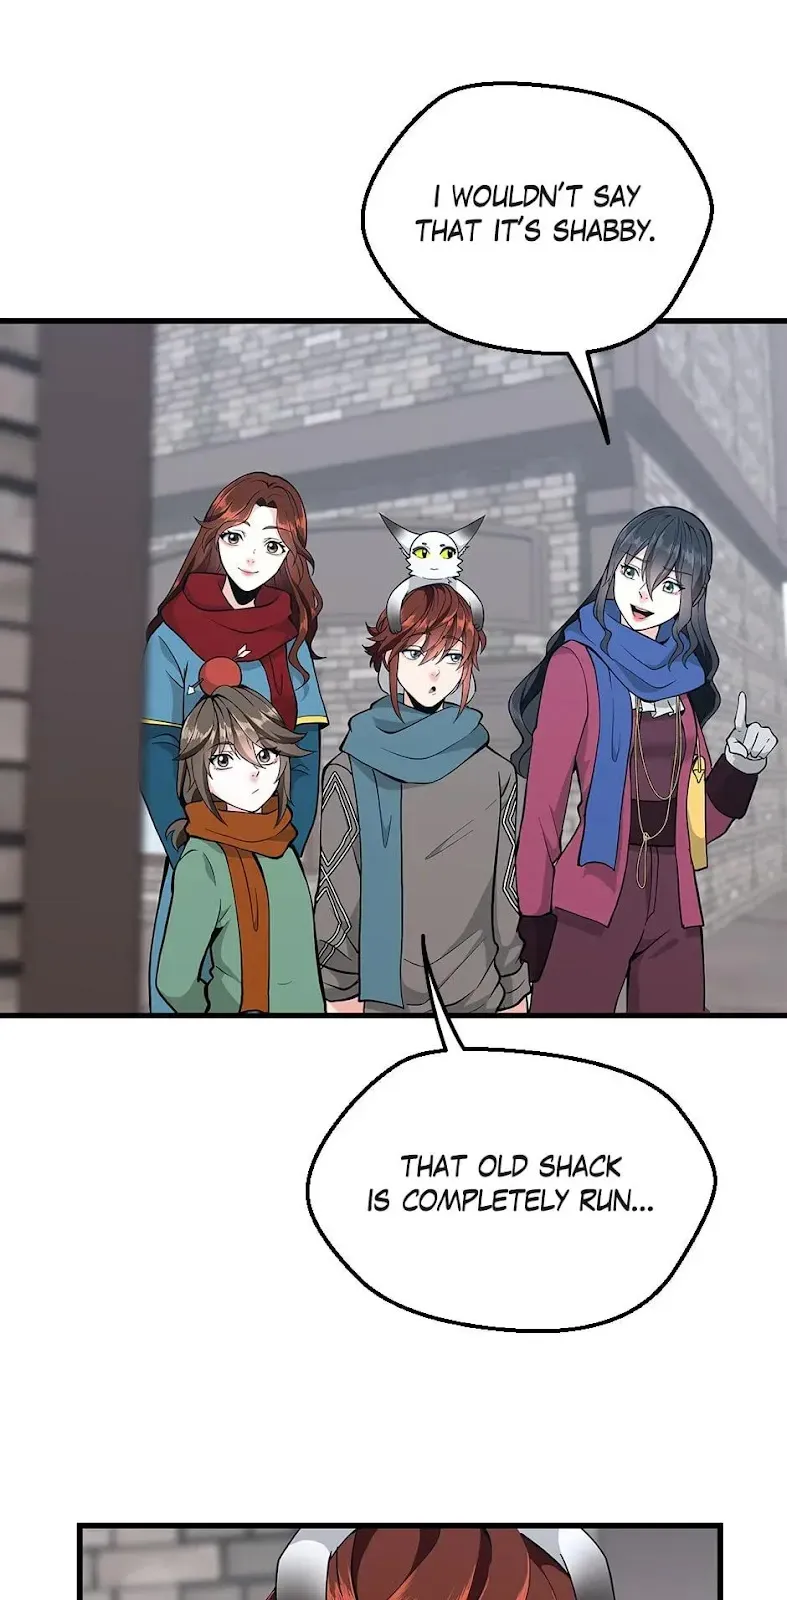 I WOULDN'T SAY
THAT IT'S SHABBY.
THAT OLD SHACK
IS COMPLETELY RUN...